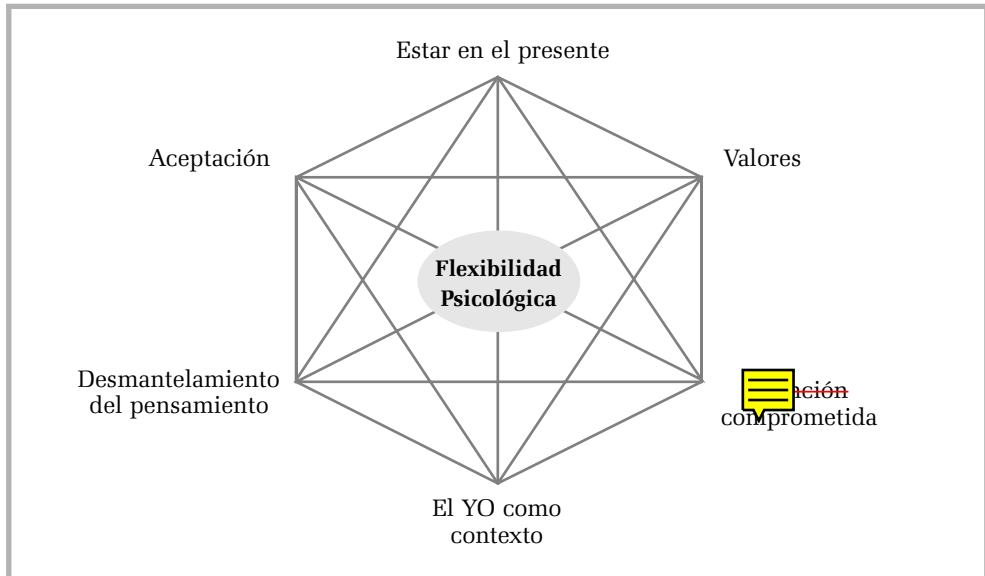 Estar en el presente
Aceptación
Valores
Flexibilidad
Psicológica
Desmantelamiento
del pensamiento
comprometida
El YO como
contexto